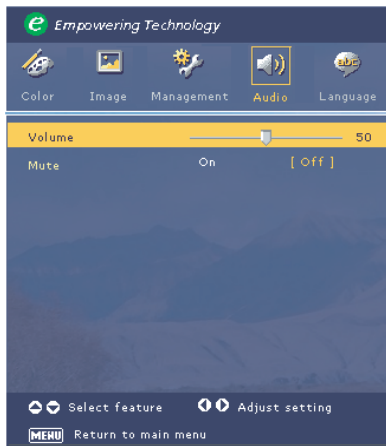 e Empowering Technology
Color Image Management abc Audio Language
Volume 50
Mute On [ Off ]
Select feature Adjust setting
MENU Return to main menu